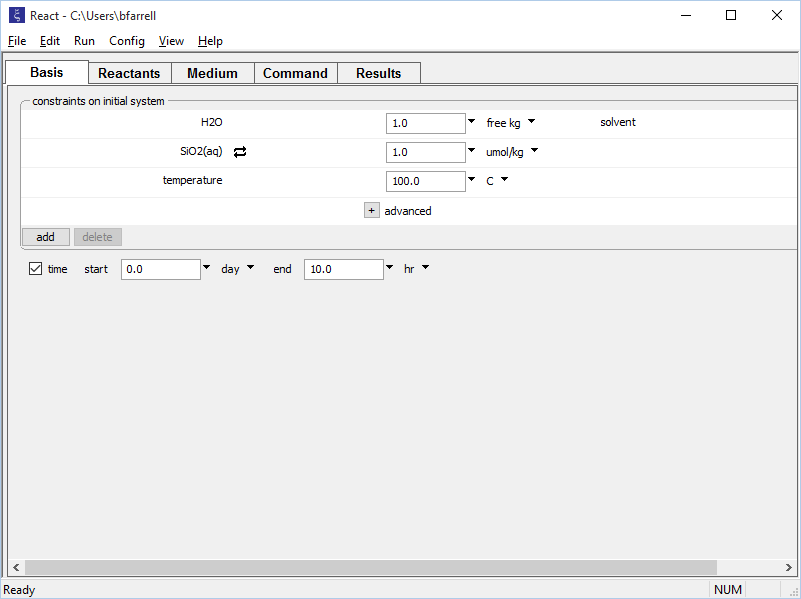 React - C:\Users\bfarrell
File Edit Run Config View Help
Basis Reactants Medium Command Results
constraints on initial system
H2O 1.0 free kg solvent
SiO2(aq) 1.0 umol/kg
temperature 100.0 C
+ advanced
add delete
time start 0.0 day end 10.0 hr
Ready NUM